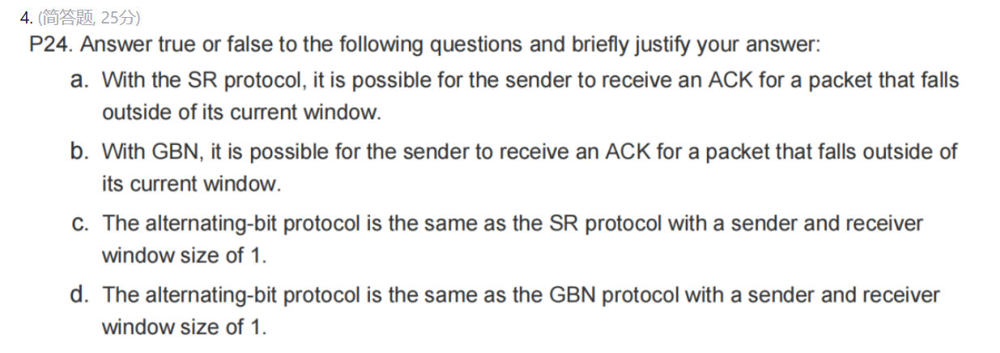 4. (简答题, 25分)
P24. Answer true or false to the following questions and briefly justify your answer:
a. With the SR protocol, it is possible for the sender to receive an ACK for a packet that falls
outside of its current window.
b. With GBN, it is possible for the sender to receive an ACK for a packet that falls outside of
its current window.
c. The alternating-bit protocol is the same as the SR protocol with a sender and receiver
window size of 1.
d. The alternating-bit protocol is the same as the GBN protocol with a sender and receiver
window size of 1.